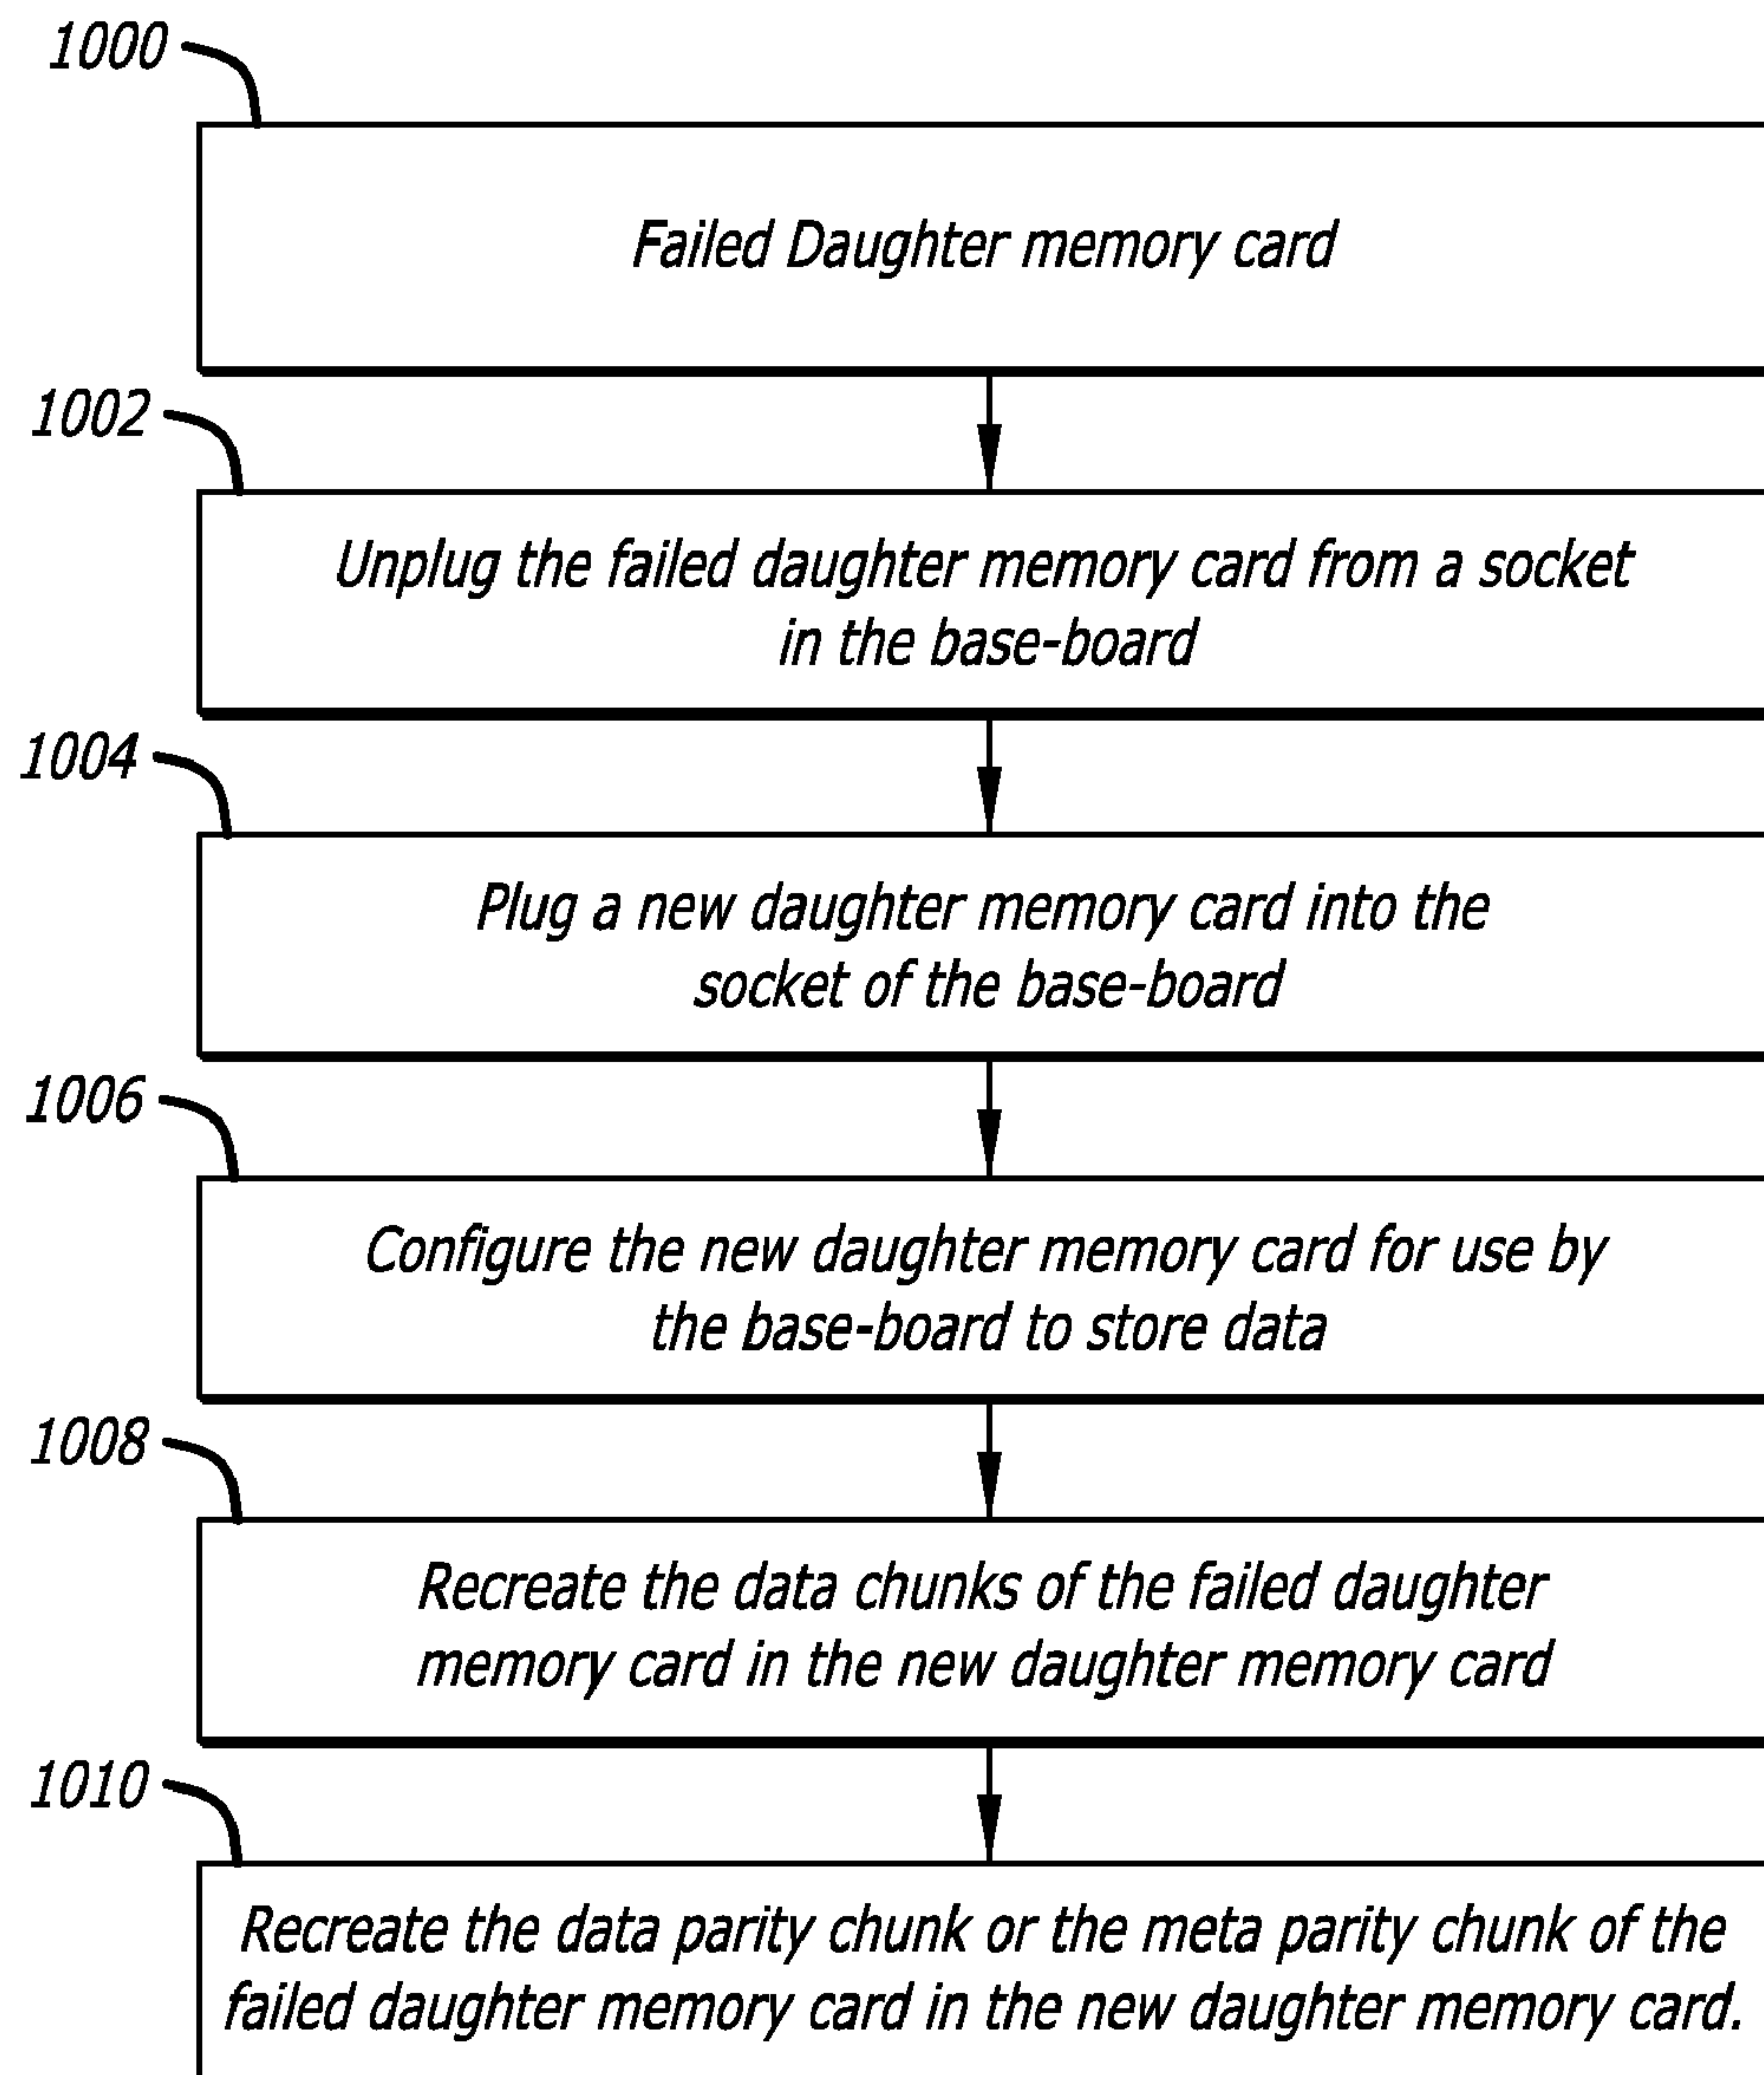 1000
Failed Daughter memory card
1002
Unplug the failed daughter memory card from a socket
in the base-board
1004
Plug a new daughter memory card into the
socket of the base-board
1006
Configure the new daughter memory card for use by
the base-board to store data
1008
Recreate the data chunks of the failed daughter
memory card in the new daughter memory card
1010
Recreate the data parity chunk or the meta parity chunk of the
failed daughter memory card in the new daughter memory card.